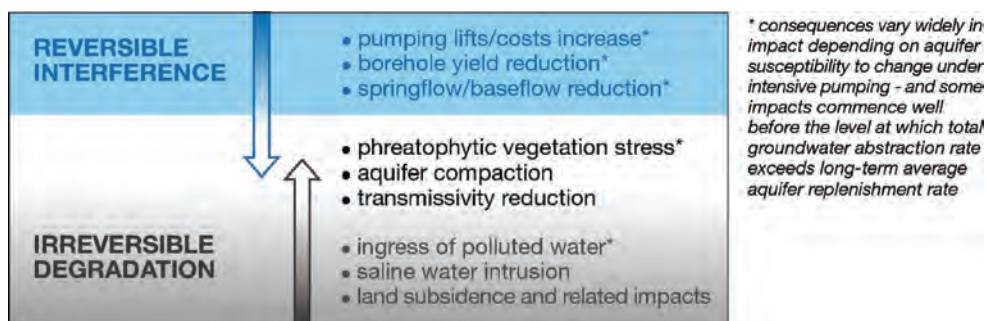 REVERSIBLE
INTERFERENCE
• pumping lifts/costs increase*
• borehole yield reduction*
• springflow/baseflow reduction*
• phreatophytic vegetation stress*
• aquifer compaction
• transmissivity reduction
IRREVERSIBLE
DEGRADATION
• ingress of polluted water*
• saline water intrusion
• land subsidence and related impacts
* consequences vary widely in
impact depending on aquifer
susceptibility to change under
intensive pumping - and some
impacts commence well
before the level at which total
groundwater abstraction rate
exceeds long-term average
aquifer replenishment rate